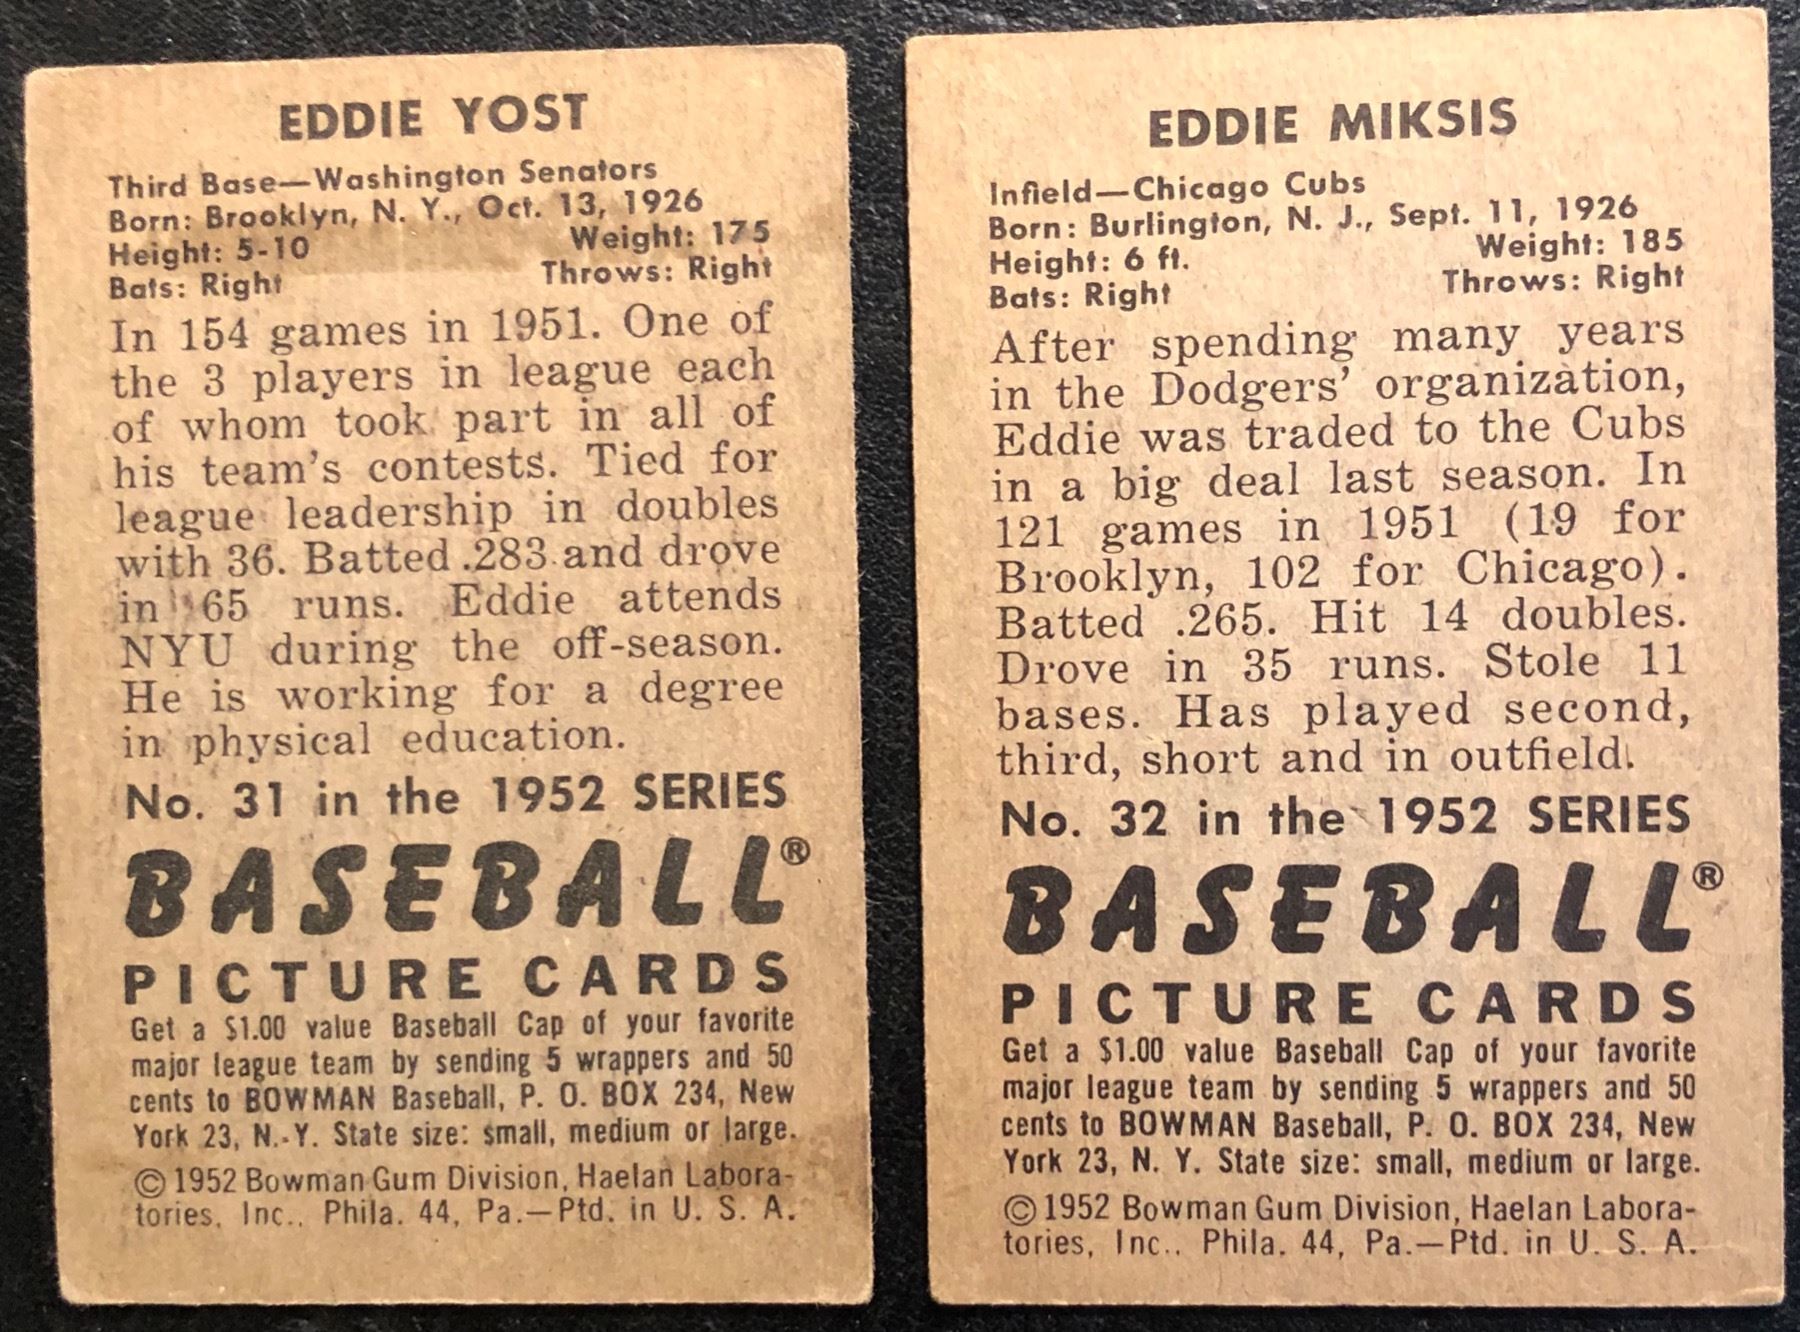 EDDIE YOST
Third Base—Washington Senators
Born: Brooklyn, N. Y., Oct. 13, 1926
Height: 5-10 Weight: 175
Bats: Right Throws: Right
In 154 games in 1951. One of
the 3 players in league each
of whom took part in all of
his team's contests. Tied for
league leadership in doubles
with 36. Batted .283 and drove
in 65 runs. Eddie attends
NYU during the off-season.
He is working for a degree
in physical education.
No. 31 in the 1952 SERIES
BASEBALL®
PICTURE CARDS
Get a $1.00 value Baseball Cap of your favorite
major league team by sending 5 wrappers and 50
cents to BOWMAN Baseball, P. O. BOX 234, New
York 23, N. Y. State size: small, medium or large.
© 1952 Bowman Gum Division, Haelan Labora-
tories, Inc., Phila. 44, Pa.—Ptd. in U. S. A.
EDDIE MIKSIS
Infield—Chicago Cubs
Born: Burlington, N. J., Sept. 11, 1926
Height: 6 ft. Weight: 185
Bats: Right Throws: Right
After spending many years
in the Dodgers' organization,
Eddie was traded to the Cubs
in a big deal last season. In
121 games in 1951 (19 for
Brooklyn, 102 for Chicago).
Batted .265. Hit 14 doubles.
Drove in 35 runs. Stole 11
bases. Has played second,
third, short and in outfield.
No. 32 in the 1952 SERIES
BASEBALL®
PICTURE CARDS
Get a $1.00 value Baseball Cap of your favorite
major league team by sending 5 wrappers and 50
cents to BOWMAN Baseball, P. O. BOX 234, New
York 23, N. Y. State size: small, medium or large.
© 1952 Bowman Gum Division, Haelan Labora-
tories, Inc., Phila. 44, Pa.—Ptd. in U. S. A.